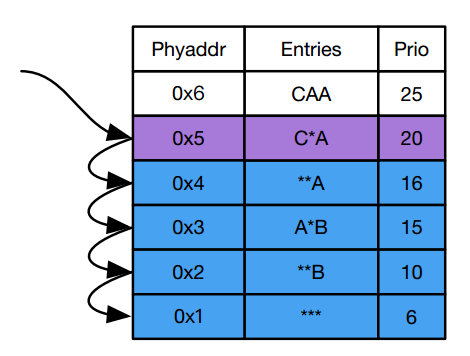 Phyaddr Entries Prio
0x6 CAA 25
0x5 C*A 20
0x4 **A 16
0x3 A*B 15
0x2 **B 10
0x1 *** 6